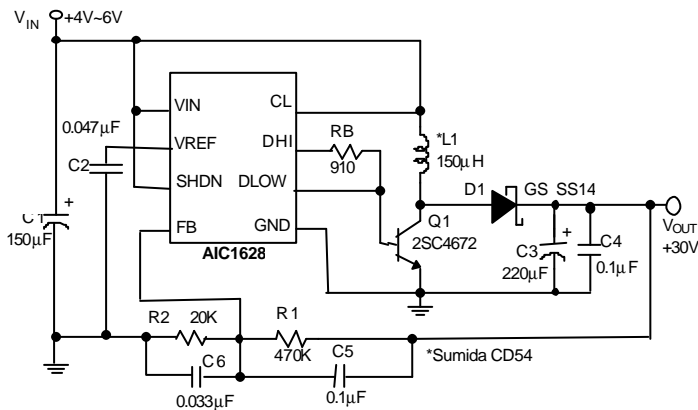 VIN +4V~6V
VIN
CL
0.047µF
VREF
DHI
RB
*L1
910
150µH
C2
SHDN
DLOW
D1
GS SS14
C1
FB
GND
Q1
VOUT
150µF
2SC4672
C3
C4
+30V
AIC1628
220µF
0.1µF
R2
20K
R1
470K
C5
*Sumida CD54
C6
0.033µF
0.1µF